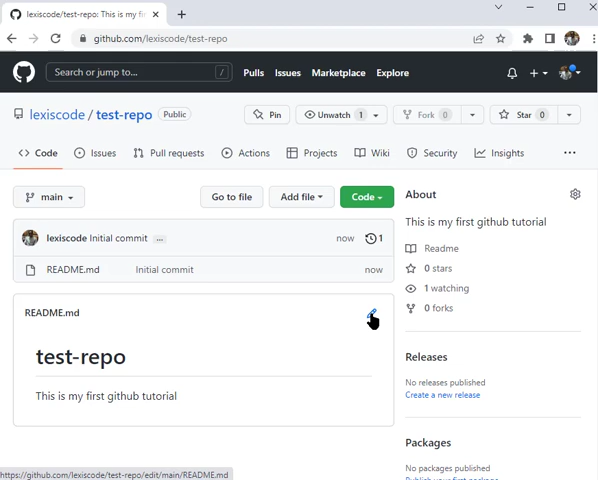 lexiscode/test-repo: This is my fir
github.com/lexiscode/test-repo
Search or jump to...
/
Pulls
Issues
Marketplace
Explore
lexiscode / test-repo
Public
Pin
Unwatch 1
Fork 0
Star 0
Code
Issues
Pull requests
Actions
Projects
Wiki
Security
Insights
main
Go to file
Add file
Code
lexiscode Initial commit ...
now
1
README.md
Initial commit
now
README.md
test-repo
This is my first github tutorial
About
This is my first github tutorial
Readme
0 stars
1 watching
0 forks
Releases
No releases published
Create a new release
Packages
No packages published
Publish your first package
https://github.com/lexiscode/test-repo/edit/main/README.md